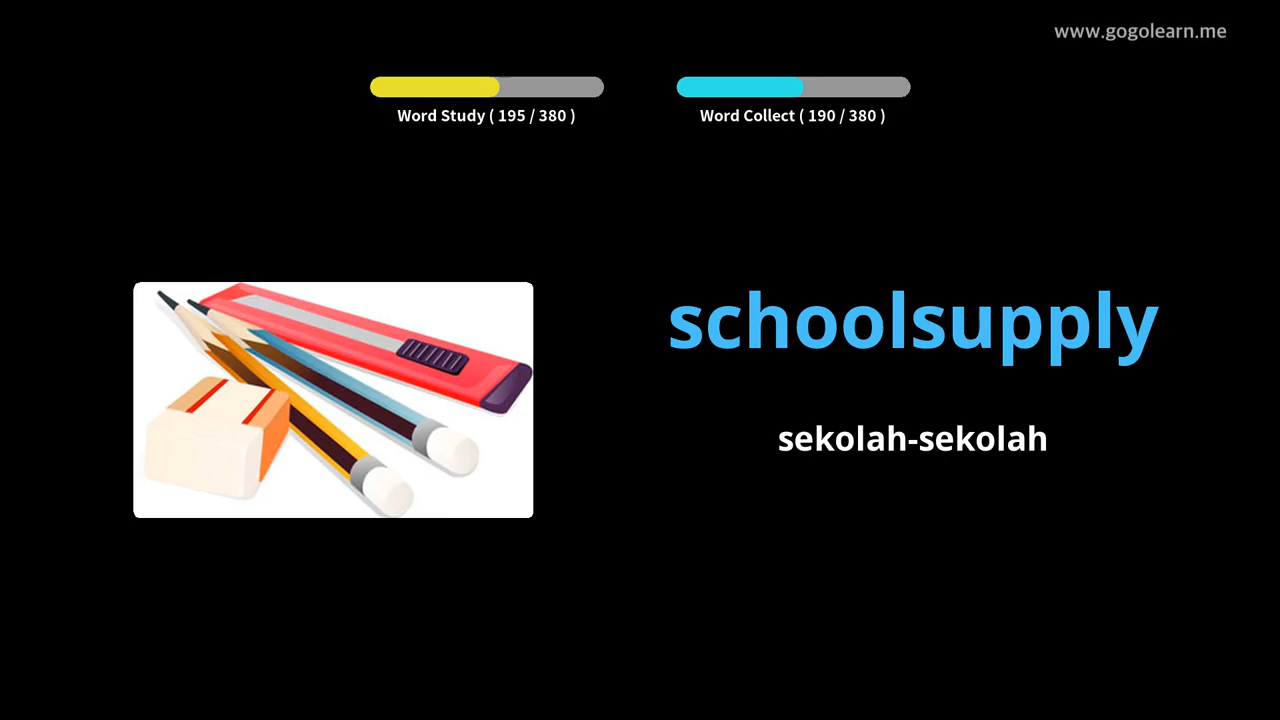 www.gogolearn.me
Word Study ( 195 / 380 )
Word Collect ( 190 / 380 )
schoolsupply
sekolah-sekolah